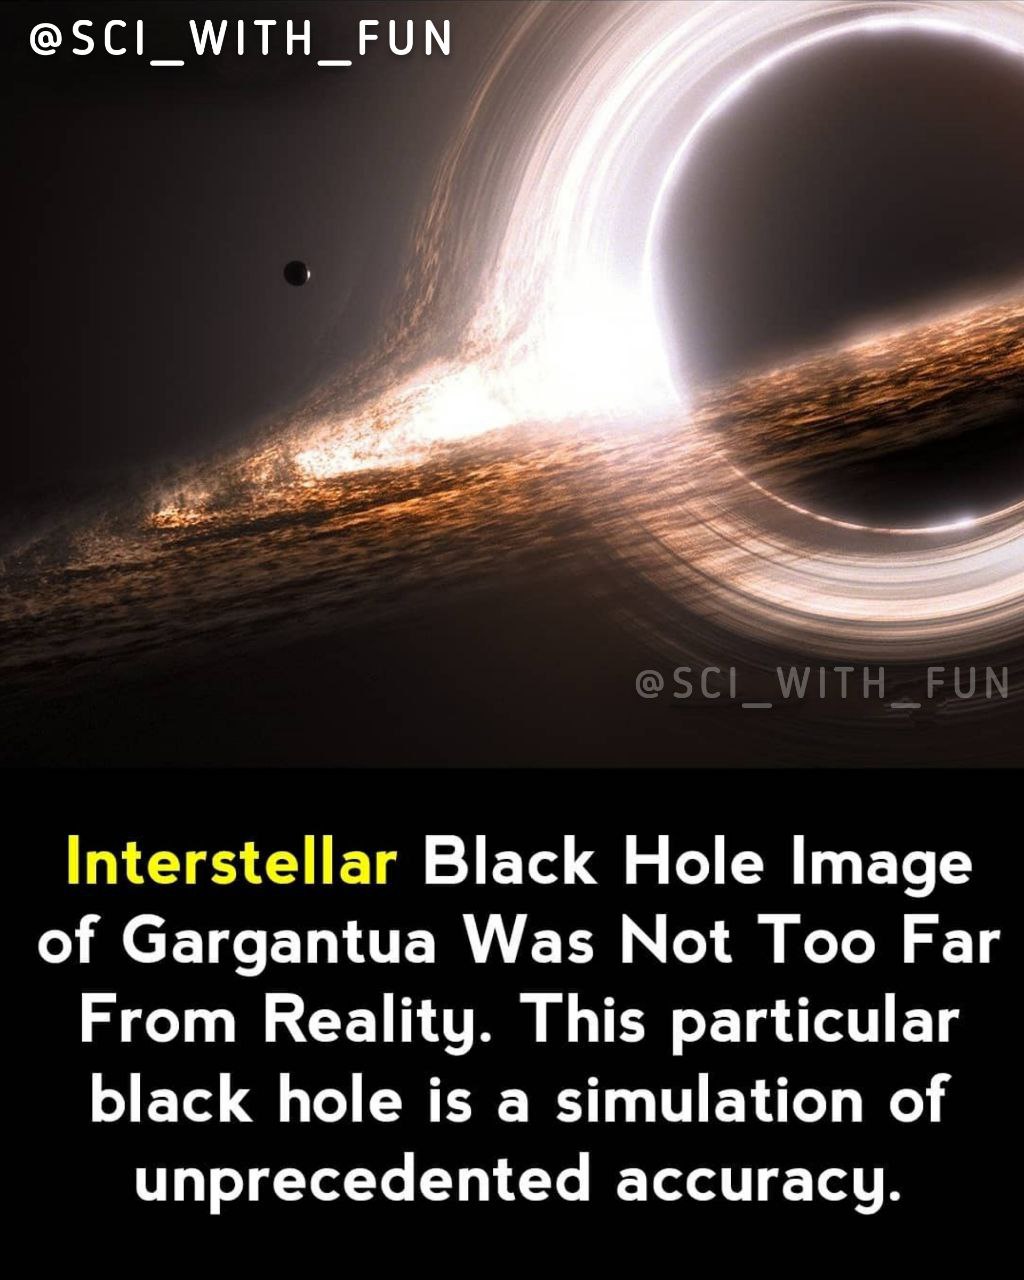 @SCI_WITH_FUN
@SCI_WITH_FUN
Interstellar Black Hole Image
of Gargantua Was Not Too Far
From Reality. This particular
black hole is a simulation of
unprecedented accuracy.